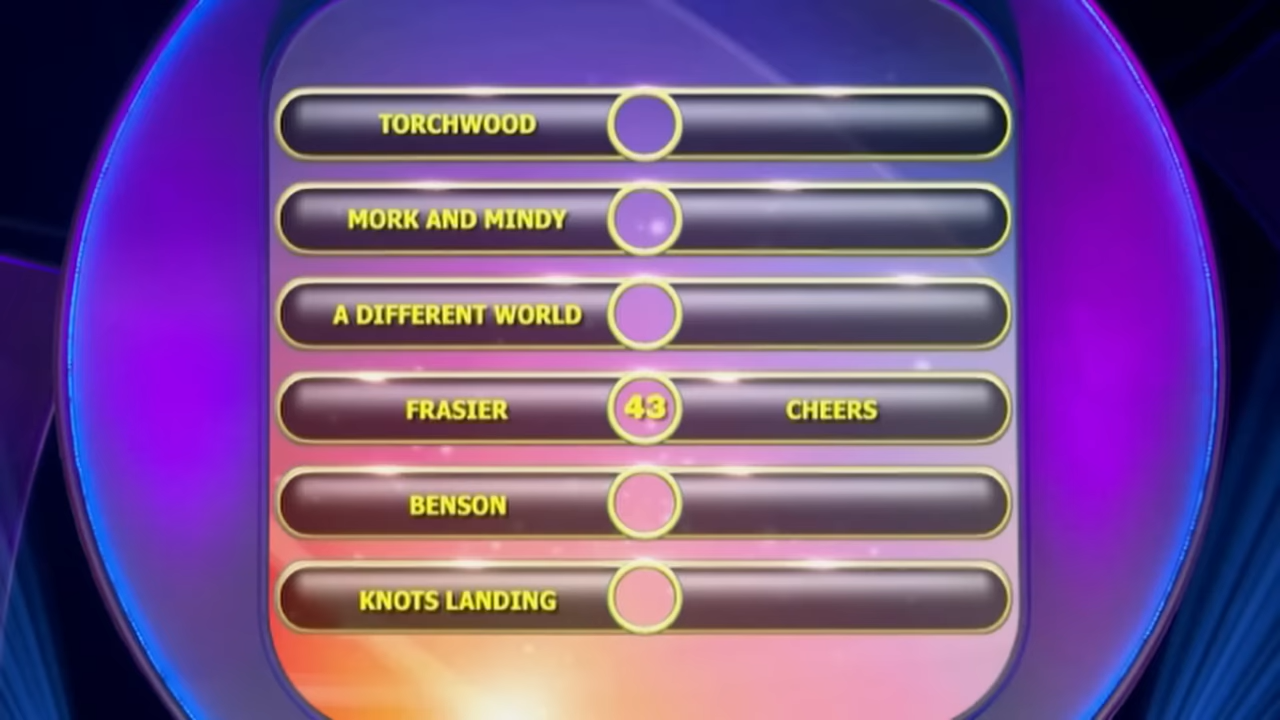 TORCHWOOD
MORK AND MINDY
A DIFFERENT WORLD
FRASIER 43 CHEERS
BENSON
KNOTS LANDING